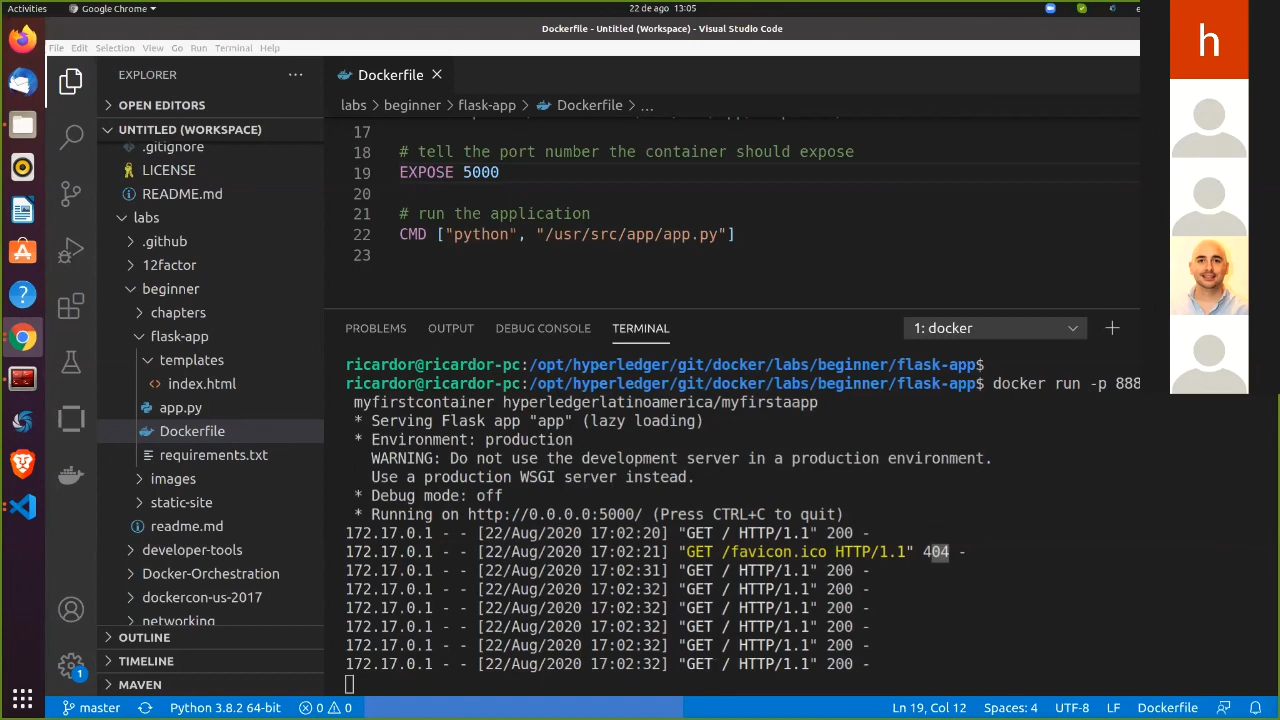 Activities
Google Chrome
22 de ago 13:05
h
Dockerfile - Untitled (Workspace) - Visual Studio Code
File Edit Selection View Go Run Terminal Help
EXPLORER
OPEN EDITORS
UNTITLED (WORKSPACE)
.gitignore
LICENSE
README.md
labs
.github
12factor
beginner
chapters
flask-app
templates
index.html
app.py
Dockerfile
requirements.txt
images
static-site
readme.md
developer-tools
Docker-Orchestration
dockercon-us-2017
networking
OUTLINE
TIMELINE
MAVEN
Dockerfile
labs > beginner > flask-app > Dockerfile > ...
17
18 # tell the port number the container should expose
19 EXPOSE 5000
20
21 # run the application
22 CMD ["python", "/usr/src/app/app.py"]
23
PROBLEMS OUTPUT DEBUG CONSOLE TERMINAL
1: docker
ricardor@ricardor-pc:/opt/hyperledger/git/docker/labs/beginner/flask-app$
ricardor@ricardor-pc:/opt/hyperledger/git/docker/labs/beginner/flask-app$ docker run -p 888
myfirstcontainer hyperledgerlatinoamerica/myfirstaapp
* Serving Flask app "app" (lazy loading)
* Environment: production
WARNING: Do not use the development server in a production environment.
Use a production WSGI server instead.
* Debug mode: off
* Running on http://0.0.0.0:5000/ (Press CTRL+C to quit)
172.17.0.1 - - [22/Aug/2020 17:02:20] "GET / HTTP/1.1" 200 -
172.17.0.1 - - [22/Aug/2020 17:02:21] "GET /favicon.ico HTTP/1.1" 404 -
172.17.0.1 - - [22/Aug/2020 17:02:31] "GET / HTTP/1.1" 200 -
172.17.0.1 - - [22/Aug/2020 17:02:32] "GET / HTTP/1.1" 200 -
172.17.0.1 - - [22/Aug/2020 17:02:32] "GET / HTTP/1.1" 200 -
172.17.0.1 - - [22/Aug/2020 17:02:32] "GET / HTTP/1.1" 200 -
172.17.0.1 - - [22/Aug/2020 17:02:32] "GET / HTTP/1.1" 200 -
172.17.0.1 - - [22/Aug/2020 17:02:32] "GET / HTTP/1.1" 200 -
1
master
Python 3.8.2 64-bit
0 0
Ln 19, Col 12
Spaces: 4
UTF-8
LF
Dockerfile